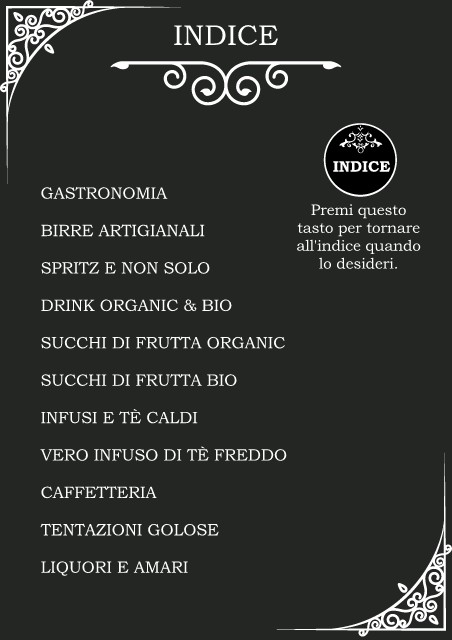 INDICE
INDICE
Premi questo
tasto per tornare
all'indice quando
lo desideri.
GASTRONOMIA
BIRRE ARTIGIANALI
SPRITZ E NON SOLO
DRINK ORGANIC & BIO
SUCCHI DI FRUTTA ORGANIC
SUCCHI DI FRUTTA BIO
INFUSI E TÈ CALDI
VERO INFUSO DI TÈ FREDDO
CAFFETTERIA
TENTAZIONI GOLOSE
LIQUORI E AMARI